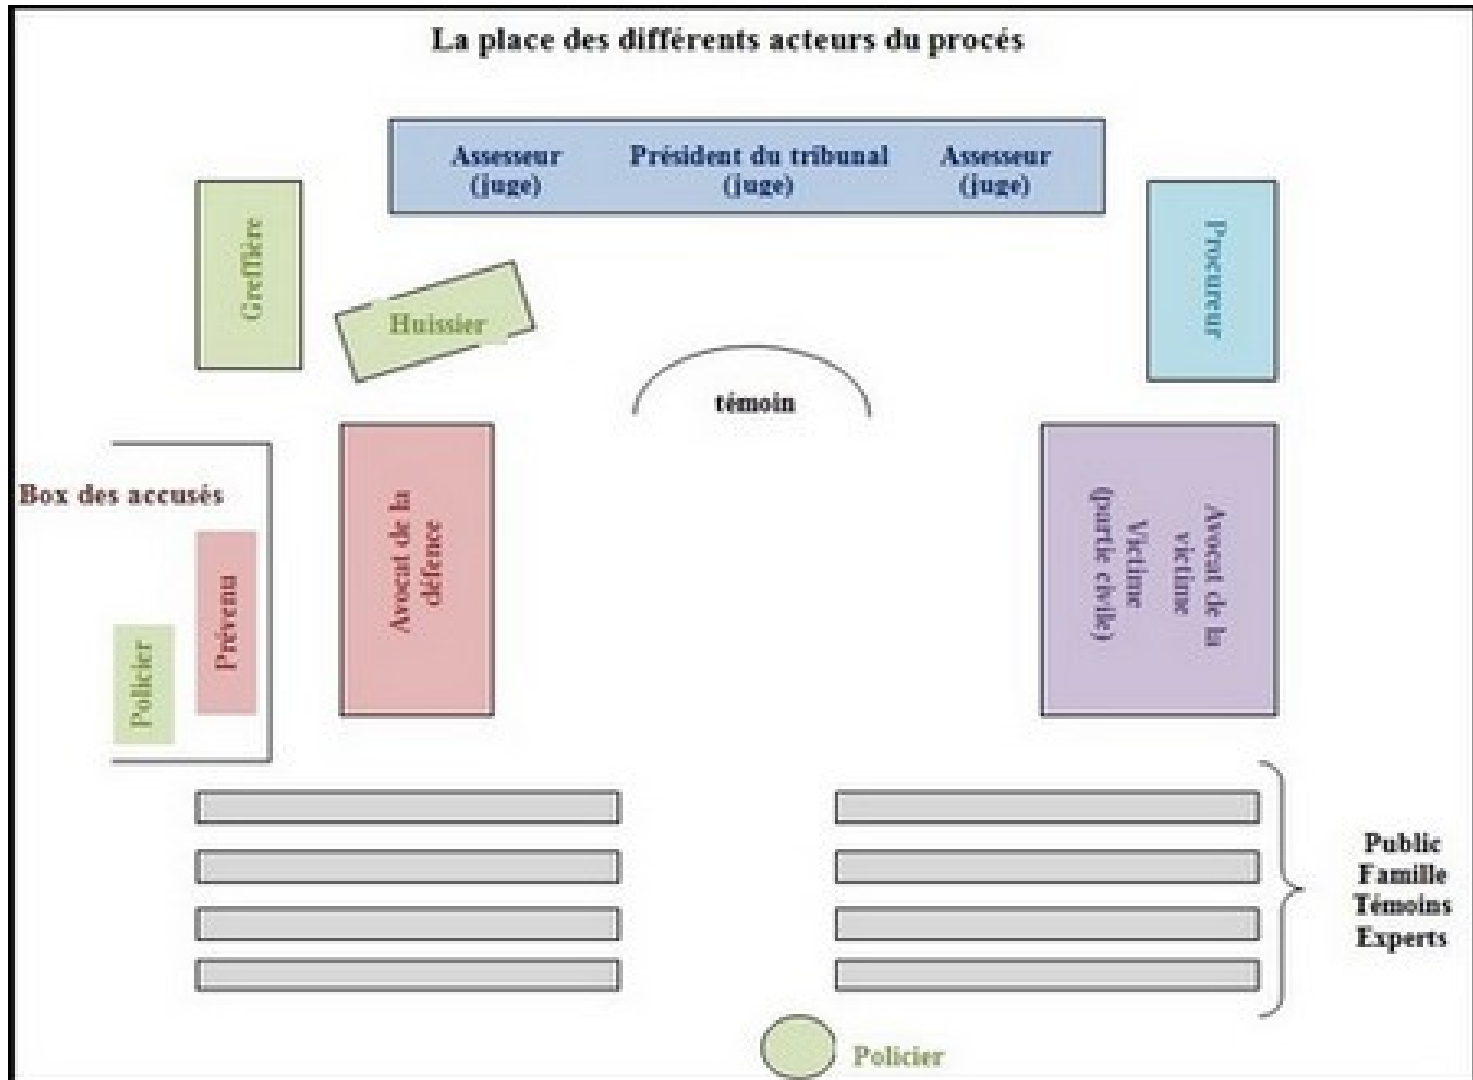 La place des différents acteurs du procés
Assesseur
(juge)
Président du tribunal
(juge)
Assesseur
(juge)
Greffière
Huissier
Procureur
témoin
Box des accusés
Prévenu
Policier
Avocat de la
défence
Avocat de la
victime
Victime
(partie civile)
Public
Famille
Témoins
Experts
Policier